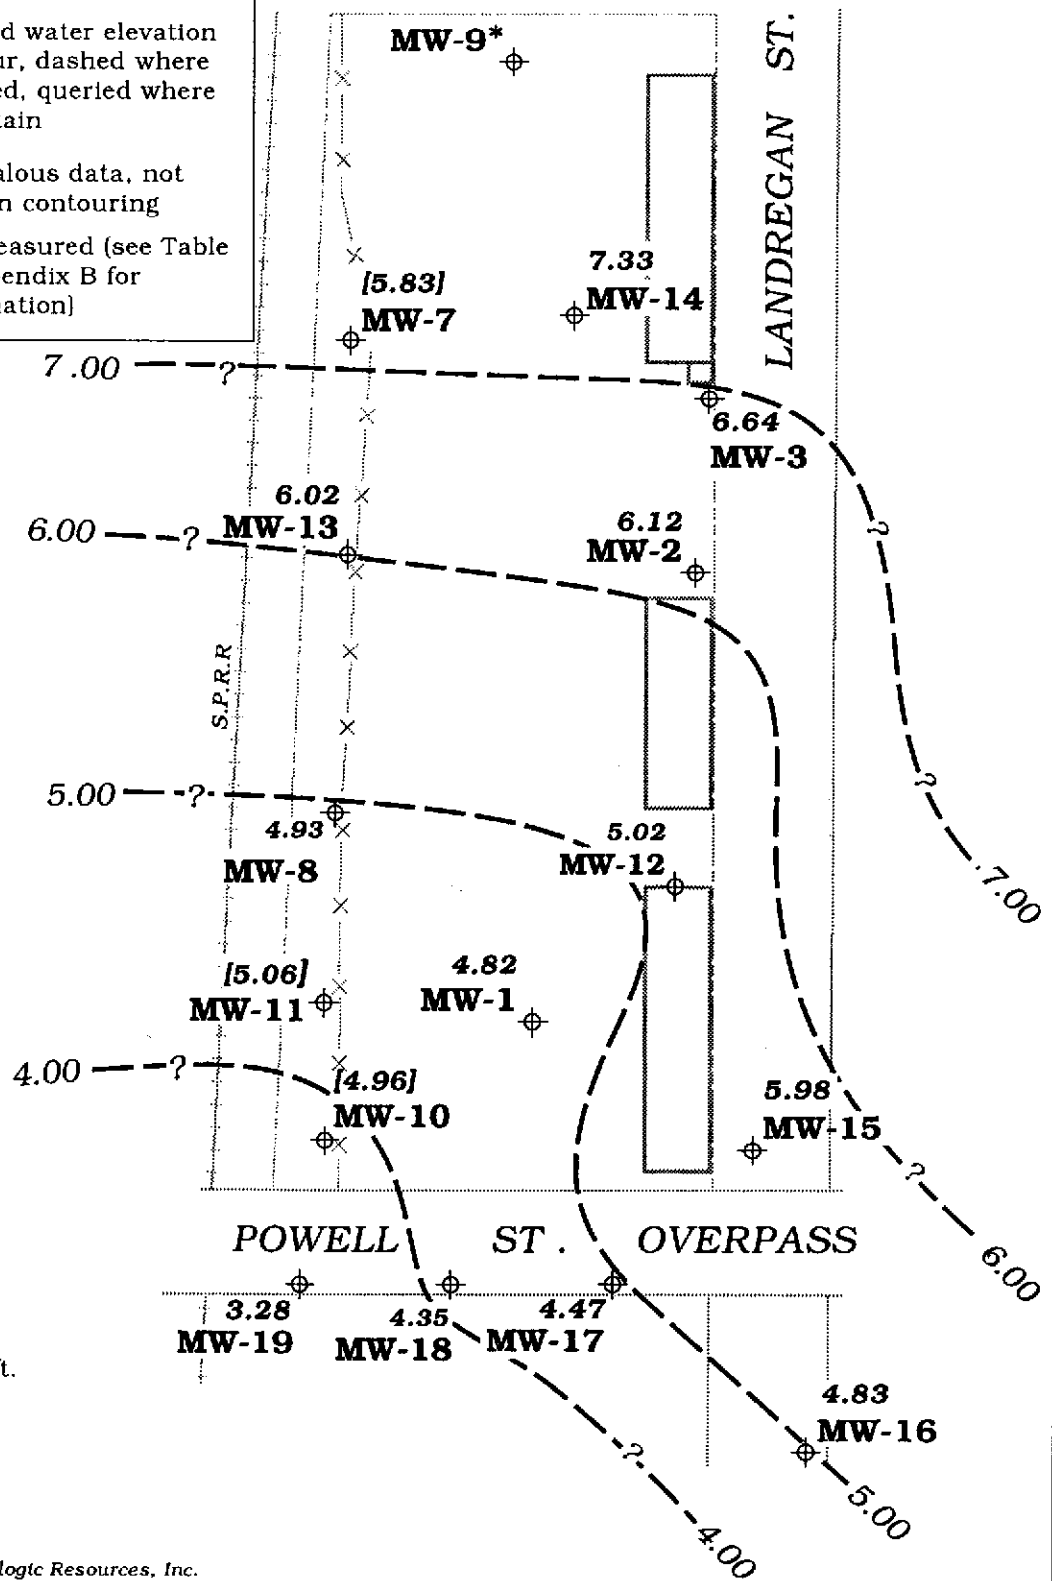 d water elevation
ur, dashed where
ed, queried where
tain
alous data, not
n contouring
easured (see Table
endix B for
nation)
MW-9*
LANDREGAN ST.
7.33
MW-14
[5.83]
MW-7
7.00
?
6.64
MW-3
6.02
MW-13
6.12
MW-2
?
6.00
?
S.P.R.R
5.00
?
4.93
MW-8
5.02
MW-12
?
7.00
[5.06]
MW-11
4.82
MW-1
4.00
?
[4.96]
MW-10
5.98
MW-15
?
6.00
POWELL ST. OVERPASS
3.28
MW-19
4.35
MW-18
4.47
MW-17
t.
4.83
MW-16
?
5.00
4.00
logic Resources, Inc.